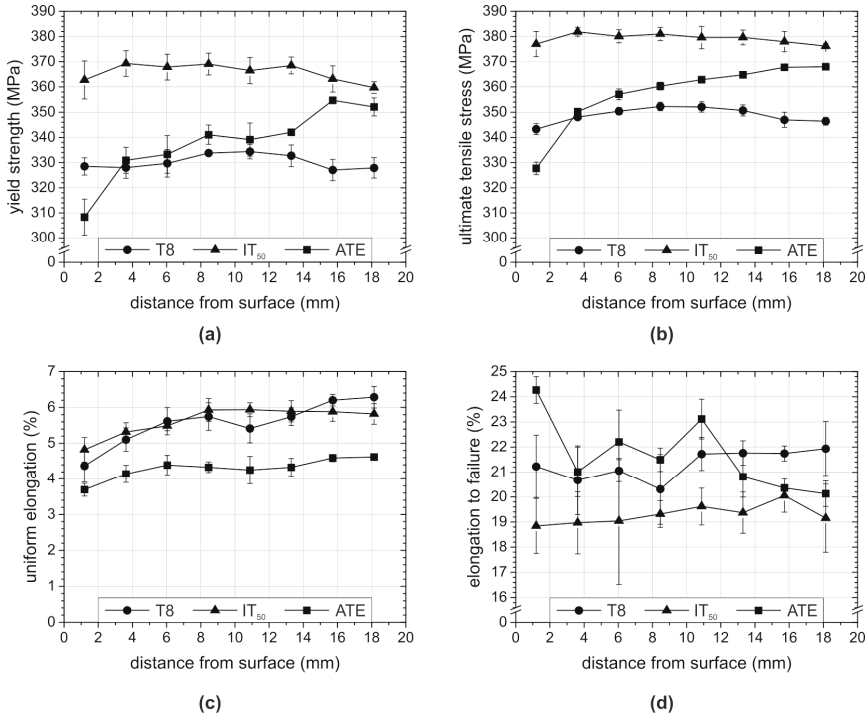 yield strength (MPa)
390
380
370
360
350
340
330
320
310
300
0
T8 IT50 ATE
0 2 4 6 8 10 12 14 16 18 20
distance from surface (mm)
(a)
ultimate tensile stress (MPa)
390
380
370
360
350
340
330
320
310
300
0
T8 IT50 ATE
0 2 4 6 8 10 12 14 16 18 20
distance from surface (mm)
(b)
uniform elongation (%)
7
6
5
4
3
2
1
0
T8 IT50 ATE
0 2 4 6 8 10 12 14 16 18 20
distance from surface (mm)
(c)
elongation to failure (%)
25
24
23
22
21
20
19
18
17
16
0
T8 IT50 ATE
0 2 4 6 8 10 12 14 16 18 20
distance from surface (mm)
(d)